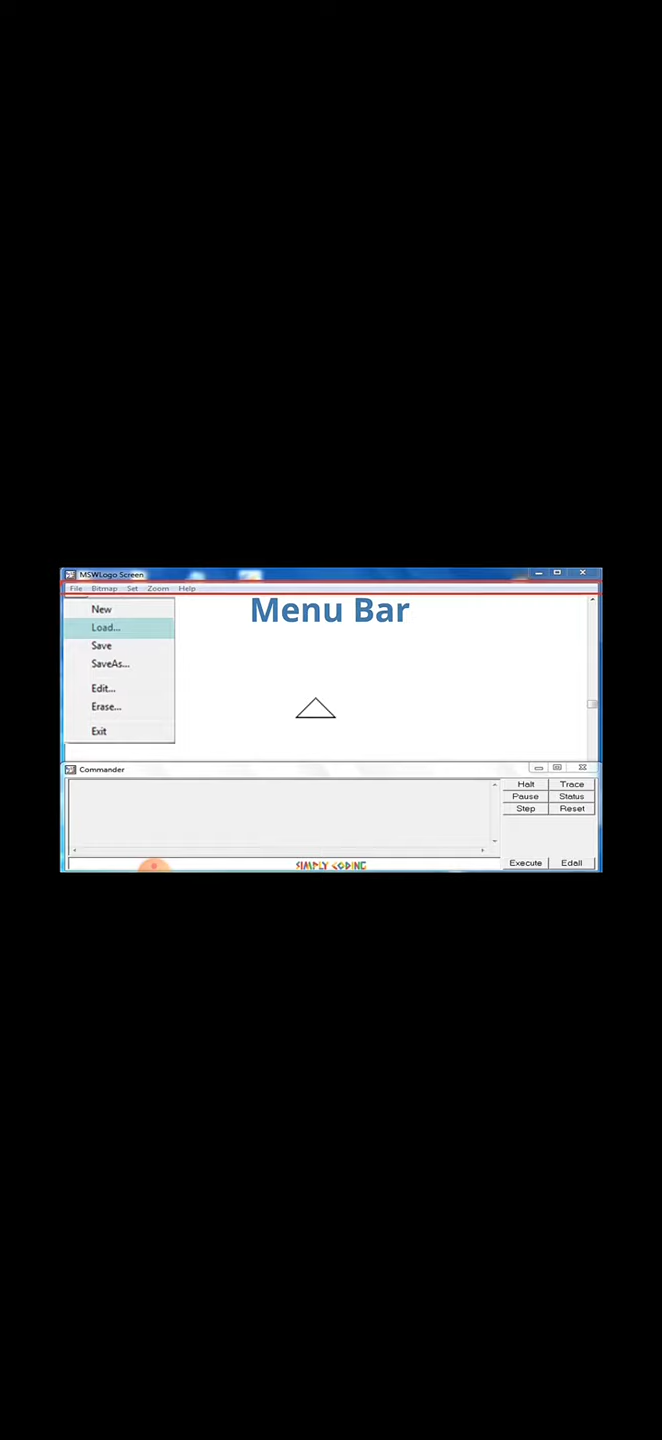 MSWLogo Screen
File Bitmap Set Zoom Help
Menu Bar
New
Load...
Save
SaveAs...
Edit...
Erase...
Exit
Commander
Halt Trace
Pause Status
Step Reset
Execute Edall
SIMPLY CODING